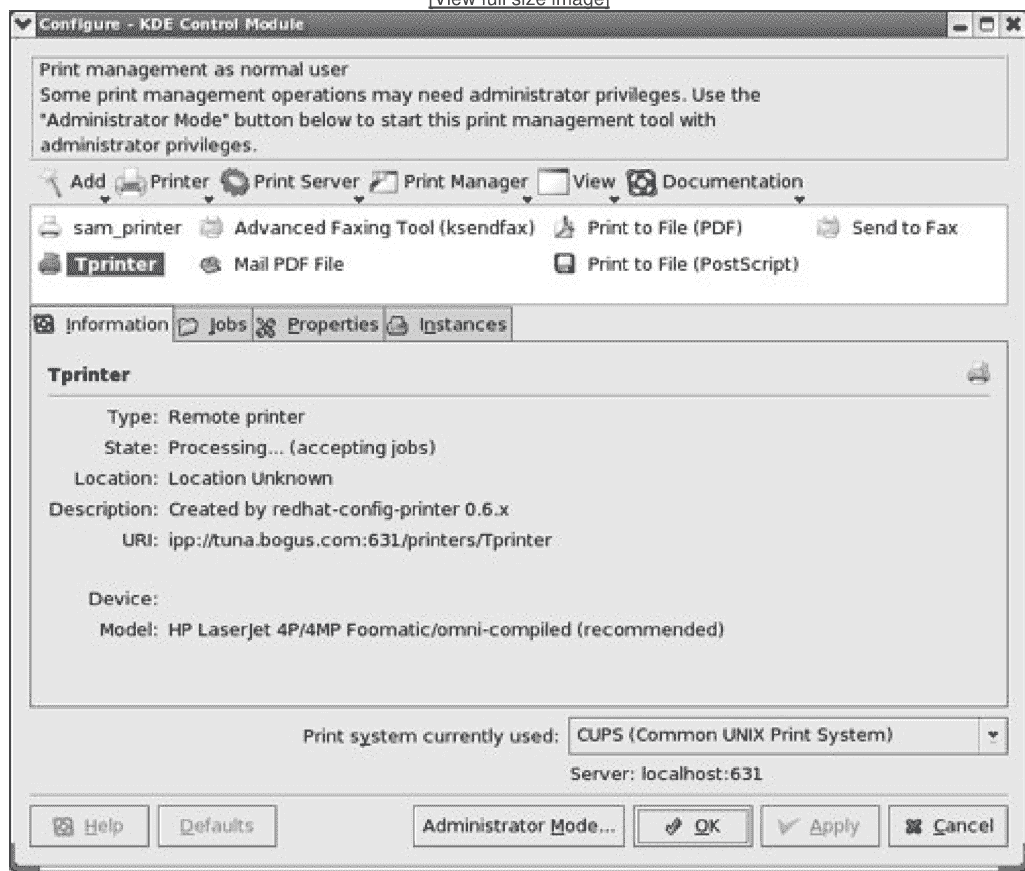 [View full size image]
Configure - KDE Control Module
Print management as normal user
Some print management operations may need administrator privileges. Use the
"Administrator Mode" button below to start this print management tool with
administrator privileges.
Add Printer Print Server Print Manager View Documentation
sam_printer Advanced Faxing Tool (ksendfax) Print to File (PDF) Send to Fax
Tprinter Mail PDF File Print to File (PostScript)
Information Jobs Properties Instances
Tprinter
Type: Remote printer
State: Processing... (accepting jobs)
Location: Location Unknown
Description: Created by redhat-config-printer 0.6.x
URI: ipp://tuna.bogus.com:631/printers/Tprinter
Device:
Model: HP LaserJet 4P/4MP Foomatic/omni-compiled (recommended)
Print system currently used: CUPS (Common UNIX Print System)
Server: localhost:631
Help Defaults Administrator Mode... OK Apply Cancel